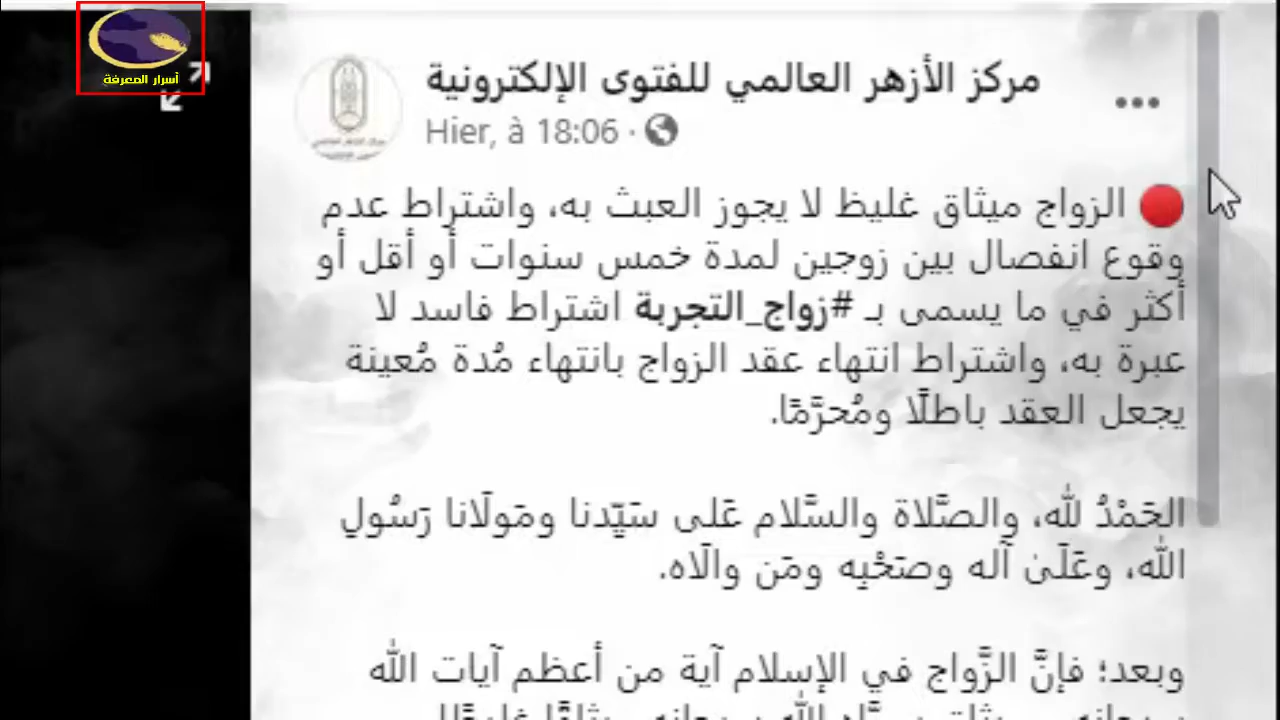 أسرار المعرفة
مركز الأزهر العالمي للفتوى الإلكترونية
Hier, à 18:06 ·
الزواج ميثاق غليظ لا يجوز العبث به، واشتراط عدم
وقوع انفصال بين زوجين لمدة خمس سنوات أو أقل أو
أكثر في ما يسمى بـ #زواج_التجربة اشتراط فاسد لا
عبرة به، واشتراط انتهاء عقد الزواج بانتهاء مُدة مُعينة
يجعل العقد باطلًا ومُحرَّمًا.
الحَمْدُ لله، والصَّلاة والسَّلام عَلى سَيِّدنا ومَولَانا رَسُولِ
الله، وعَلَىٰ آله وصَحْبِه ومَن والَاه.
وبعد؛ فإنَّ الزَّواج في الإسلام آية من أعظم آيات الله